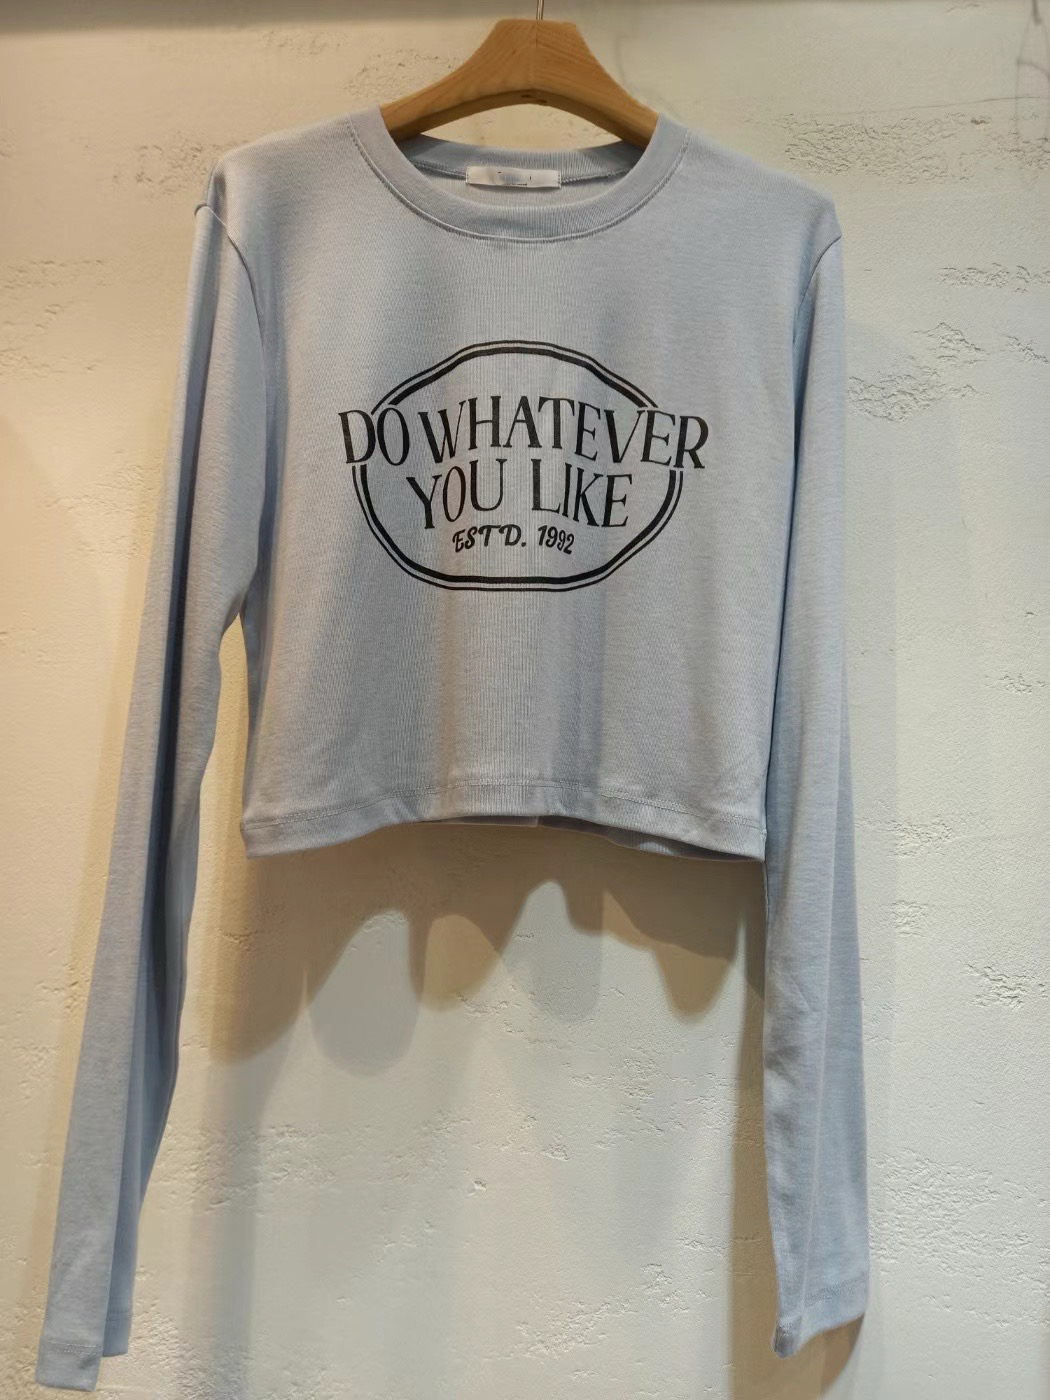 DO WHATEVER
YOU LIKE
ESTD. 1992